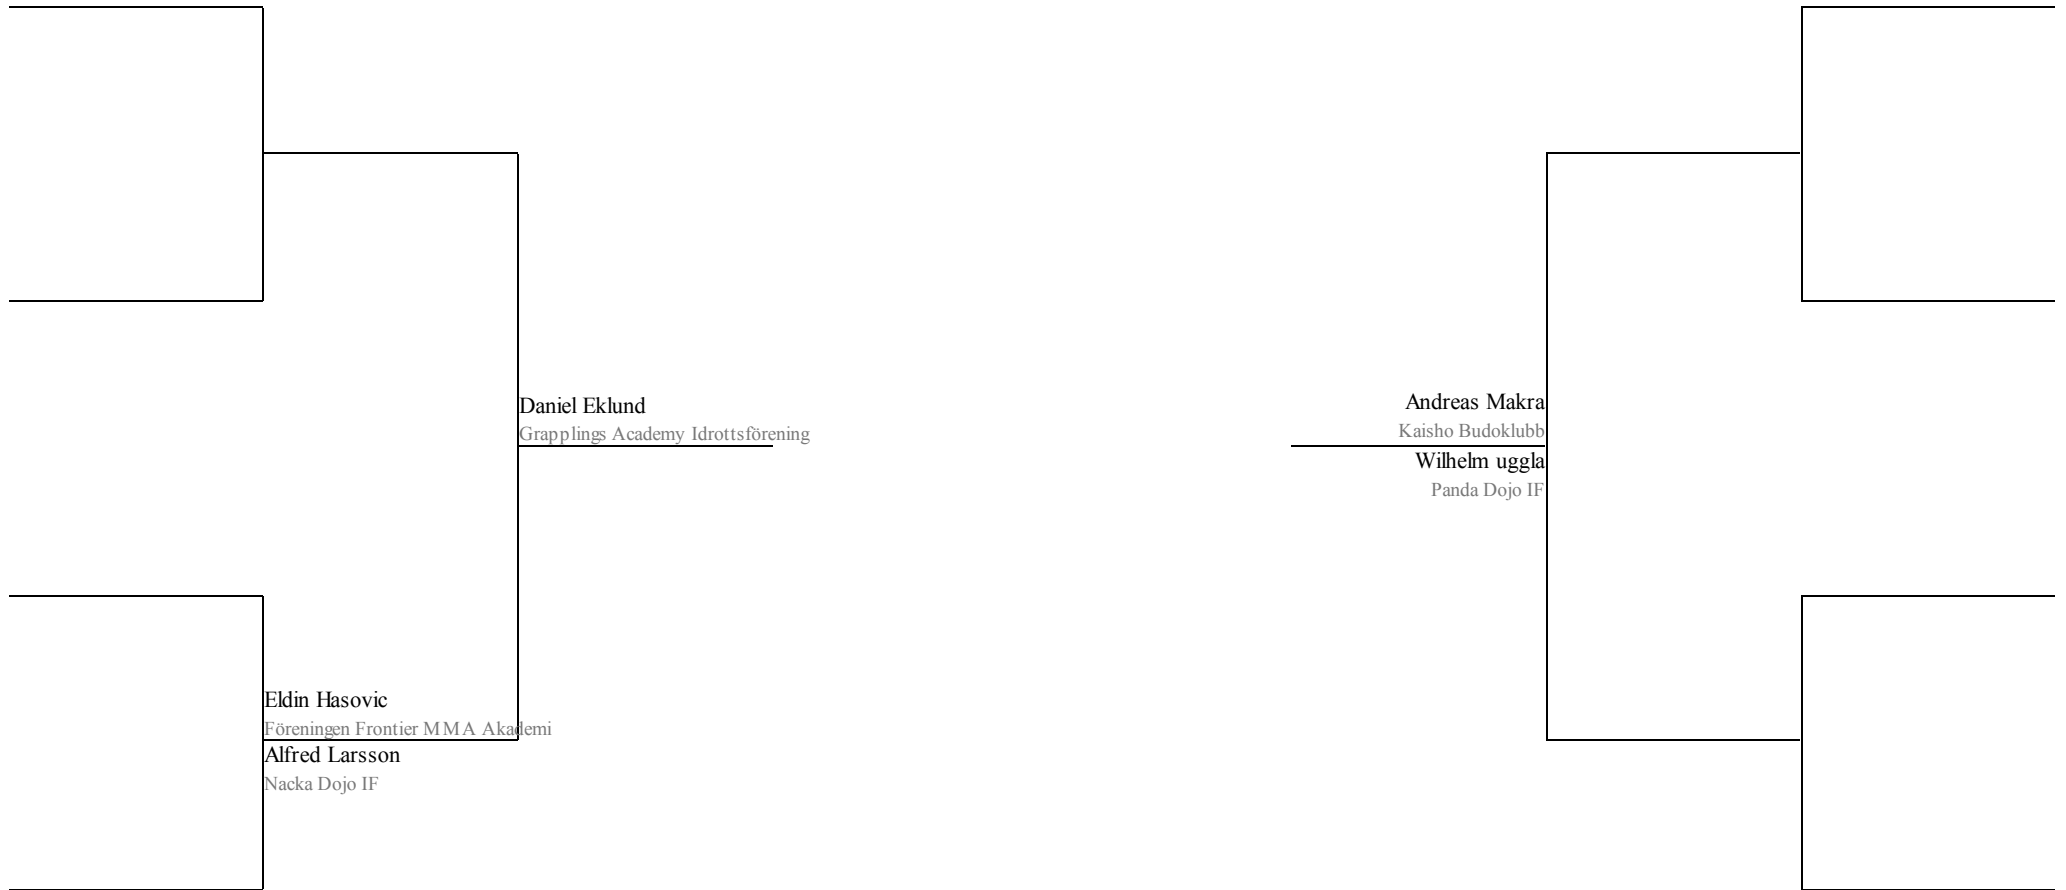 Daniel Eklund
Grapplings Academy Idrottsförening
Eldin Hasovic
Föreningen Frontier MMA Akademi
Alfred Larsson
Nacka Dojo IF
Andreas Makra
Kaisho Budoklubb
Wilhelm uggla
Panda Dojo IF